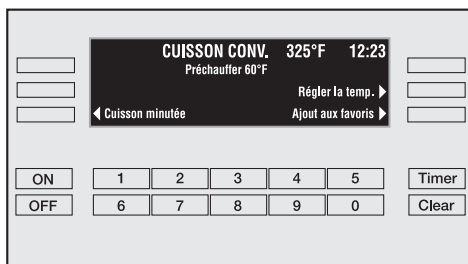 CUISSON CONV. 325°F 12:23
Préchauffer 60°F
Régler la temp.
Cuisson minutée Ajout aux favoris
ON 1 2 3 4 5 Timer
OFF 6 7 8 9 0 Clear